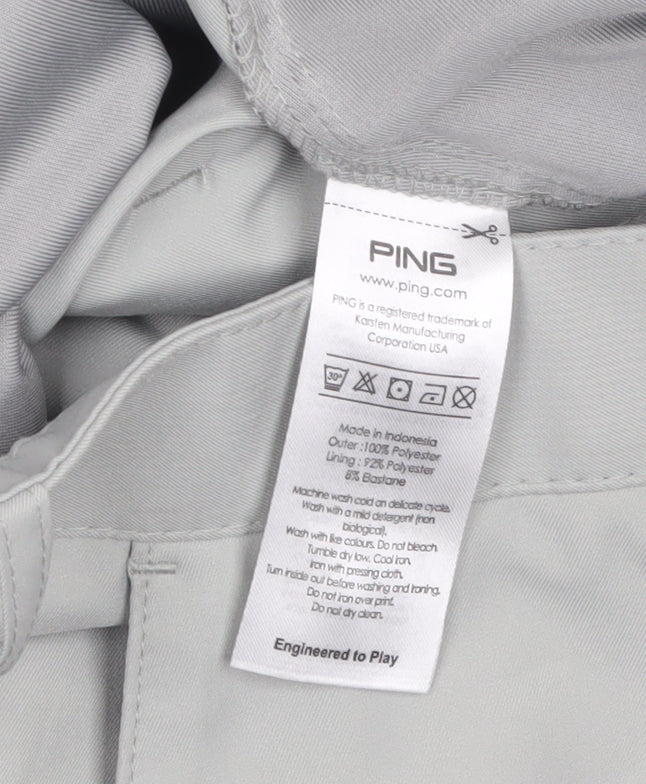 PING
www.ping.com
PING is a registered trademark of
Karsten Manufacturing
Corporation USA
30°
Made in Indonesia
Outer :100% Polyester
Lining : 92% Polyester
8% Elastane
Machine wash cold on delicate cycle.
Wash with a mild detergent (non
biological).
Wash with like colours. Do not bleach.
Tumble dry low. Cool iron.
Iron with pressing cloth.
Turn inside out before washing and ironing.
Do not iron over print.
Do not dry clean.
Engineered to Play